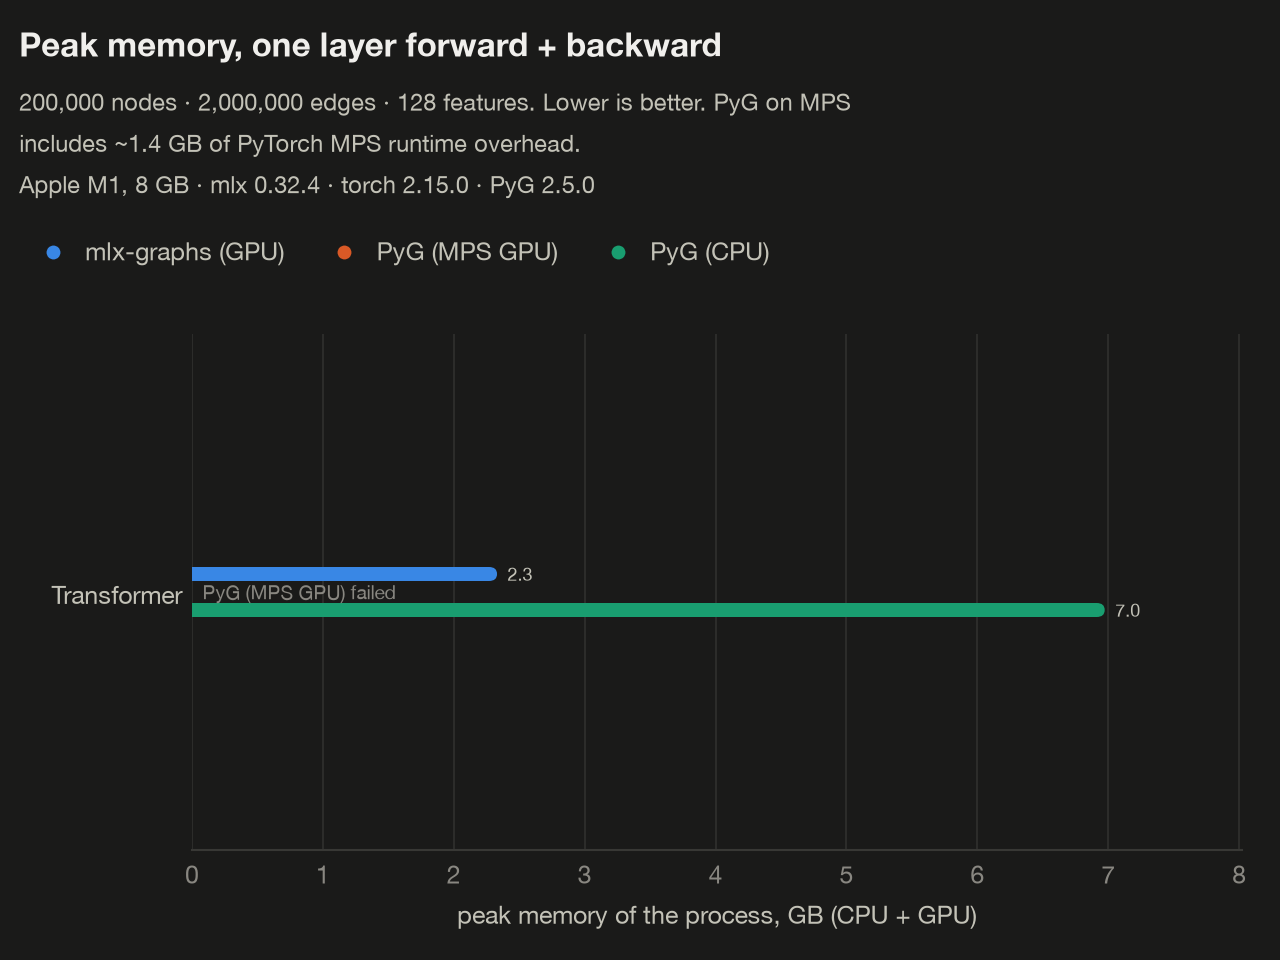 Peak memory, one layer forward + backward
200,000 nodes · 2,000,000 edges · 128 features. Lower is better. PyG on MPS
includes ~1.4 GB of PyTorch MPS runtime overhead.
Apple M1, 8 GB · mlx 0.32.4 · torch 2.15.0 · PyG 2.5.0
mlx-graphs (GPU) PyG (MPS GPU) PyG (CPU)
2.3
Transformer PyG (MPS GPU) failed
7.0
0 1 2 3 4 5 6 7 8
peak memory of the process, GB (CPU + GPU)